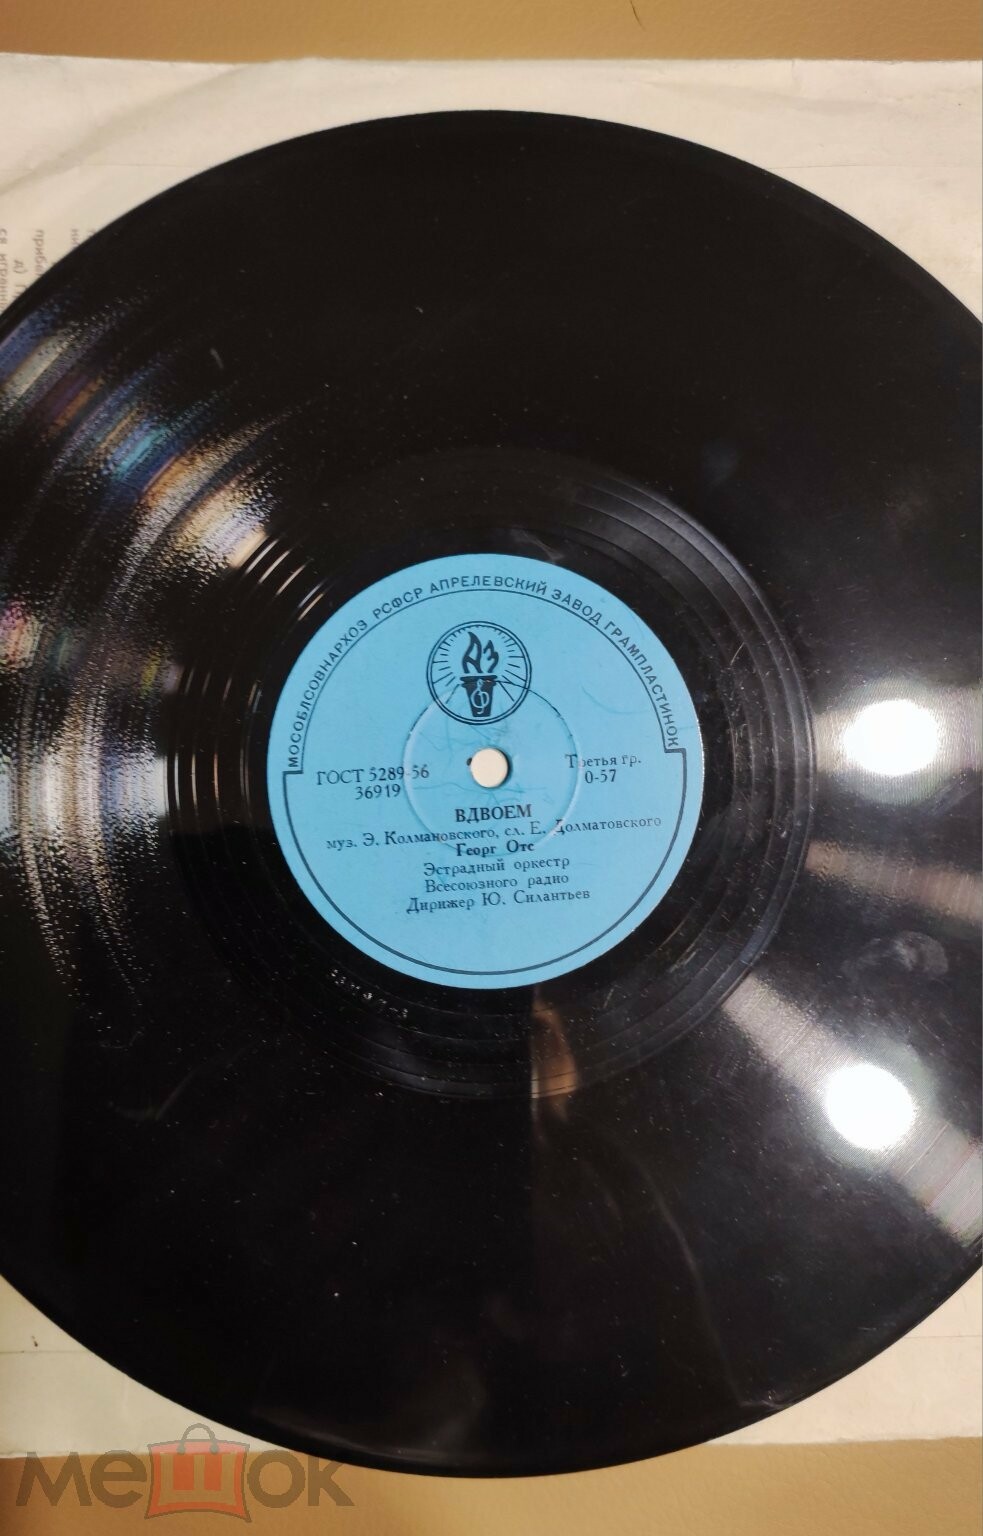 МОСОБЛСОВНАРХОЗ РСФСР АПРЕЛЕВСКИЙ ЗАВОД ГРАМПЛАСТИНОК
АЗ
ГОСТ 5289-56
36919
Третья гр.
0-57
ВДВОЕМ
муз. Э. Колмановского, сл. Е. Долматовского
Георг Отс
Эстрадный оркестр
Всесоюзного радио
Дирижер Ю. Силантьев
мешок